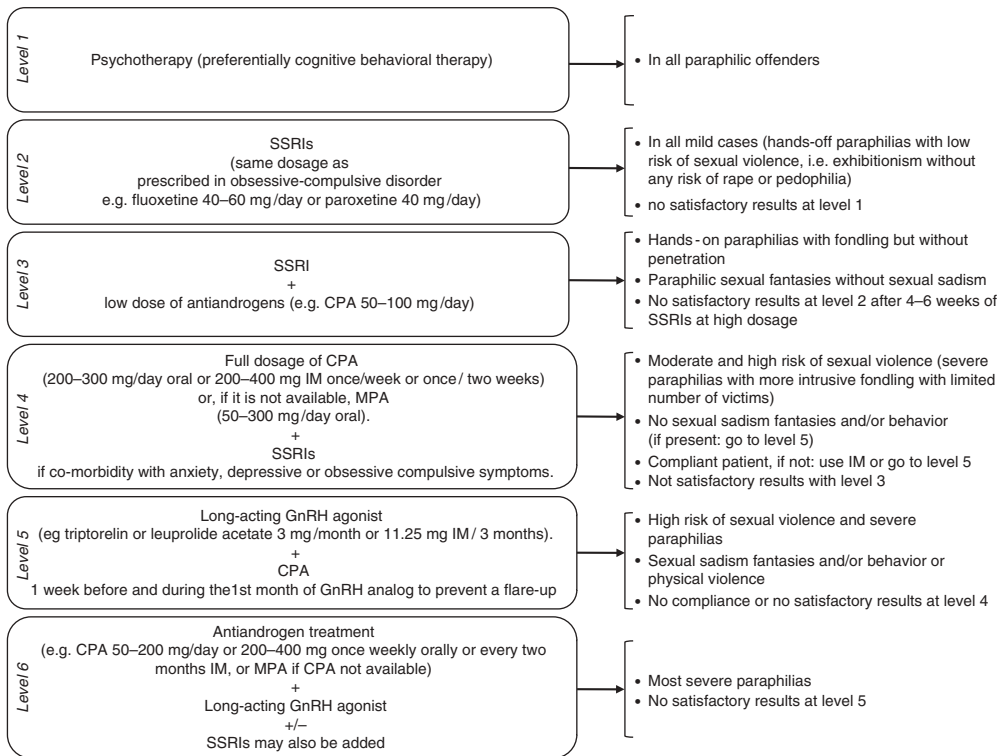 Level 1
Psychotherapy (preferentially cognitive behavioral therapy)
• In all paraphilic offenders
Level 2
SSRIs
(same dosage as
prescribed in obsessive-compulsive disorder
e.g. fluoxetine 40–60 mg/day or paroxetine 40 mg/day)
• In all mild cases (hands-off paraphilias with low
risk of sexual violence, i.e. exhibitionism without
any risk of rape or pedophilia)
• no satisfactory results at level 1
Level 3
SSRI
+
low dose of antiandrogens (e.g. CPA 50–100 mg/day)
• Hands-on paraphilias with fondling but without
penetration
• Paraphilic sexual fantasies without sexual sadism
• No satisfactory results at level 2 after 4–6 weeks of
SSRIs at high dosage
Level 4
Full dosage of CPA
(200–300 mg/day oral or 200–400 mg IM once/week or once/ two weeks)
or, if it is not available, MPA
(50–300 mg/day oral).
+
SSRIs
if co-morbidity with anxiety, depressive or obsessive compulsive symptoms.
• Moderate and high risk of sexual violence (severe
paraphilias with more intrusive fondling with limited
number of victims)
• No sexual sadism fantasies and/or behavior
(if present: go to level 5)
• Compliant patient, if not: use IM or go to level 5
• Not satisfactory results with level 3
Level 5
Long-acting GnRH agonist
(eg triptorelin or leuprolide acetate 3 mg/month or 11.25 mg IM/ 3 months).
+
CPA
1 week before and during the1st month of GnRH analog to prevent a flare-up
• High risk of sexual violence and severe
paraphilias
• Sexual sadism fantasies and/or behavior or
physical violence
• No compliance or no satisfactory results at level 4
Level 6
Antiandrogen treatment
(e.g. CPA 50–200 mg/day or 200–400 mg once weekly orally or every two
months IM, or MPA if CPA not available)
+
Long-acting GnRH agonist
+/–
SSRIs may also be added
• Most severe paraphilias
• No satisfactory results at level 5